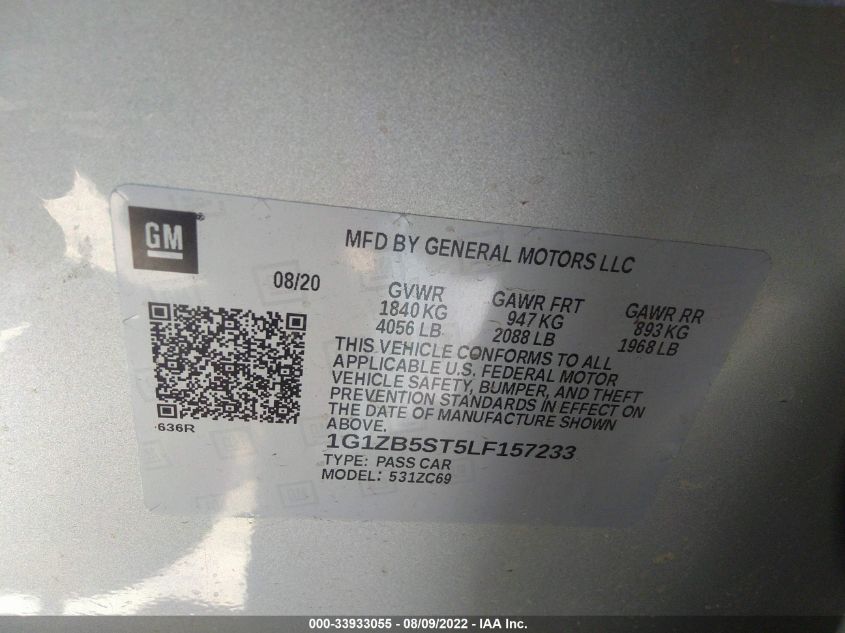 GM
MFD BY GENERAL MOTORS LLC
08/20
GVWR
1840 KG
4056 LB
GAWR FRT
947 KG
2088 LB
GAWR RR
893 KG
1968 LB
THIS VEHICLE CONFORMS TO ALL
APPLICABLE U.S. FEDERAL MOTOR
VEHICLE SAFETY, BUMPER, AND THEFT
PREVENTION STANDARDS IN EFFECT ON
THE DATE OF MANUFACTURE SHOWN
ABOVE.
636R
1G1ZB5ST5LF157233
TYPE: PASS CAR
MODEL: 531ZC69
000-33933055 - 08/09/2022 - IAA Inc.